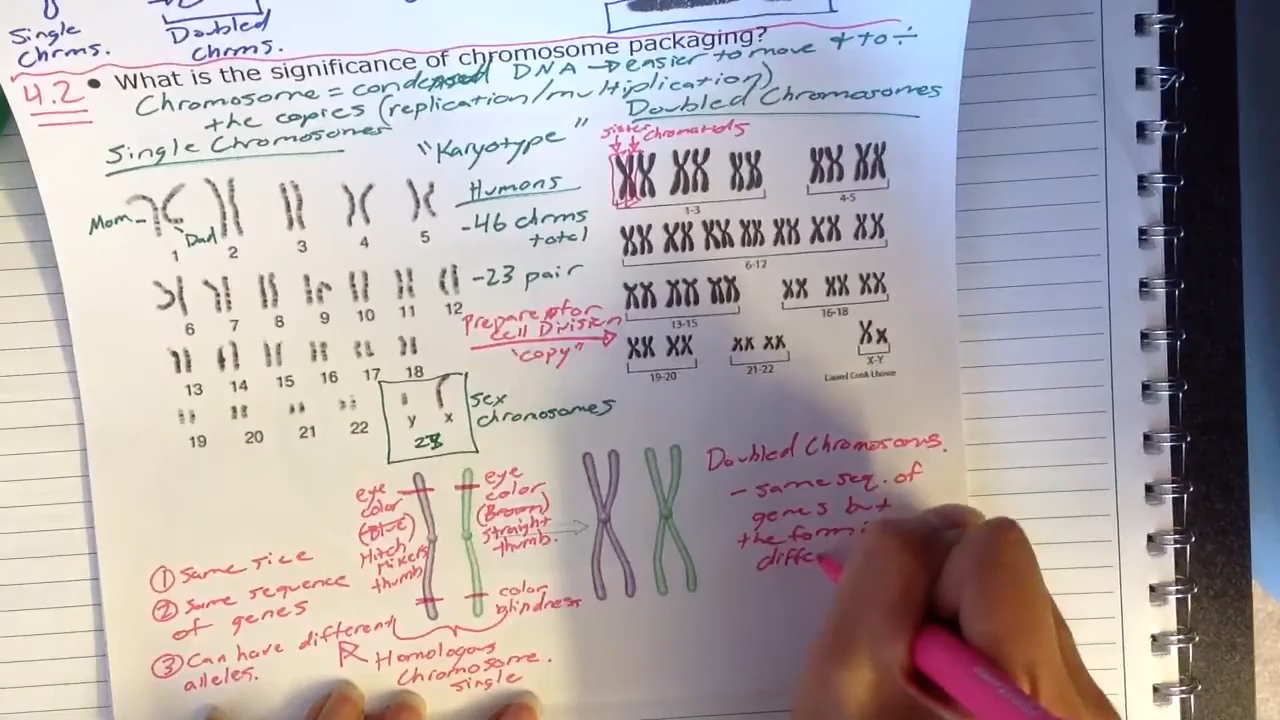 Single
Chrms.
Doubled
chrms.
4.2
• What is the significance of chromosome packaging?
Chromosome = condensed DNA → easier to move + to ÷
the copies (replication/multiplication)
Single Chromosomes
"Karyotype"
Doubled Chromosomes
sister chromatids
Mom
Dad
1 2 3 4 5
Humans
-46 chrms
total
-23 pair
6 7 8 9 10 11 12
13 14 15 16 17 18
19 20 21 22
y x
23
sex
chromosomes
Prepare for
Cell Division
"copy"
1-3
4-5
6-12
13-15
16-18
19-20
21-22
X-Y
Laurel Cook Lhowe
eye
color
(Blue)
Hitch
Hikers
thumb
eye
color
(Brown)
Straight
thumb.
color
blindness
① Same size
② Same sequence
of genes
③ Can have different
alleles.
Homologous
Chromosome.
single
Doubled Chromosomes.
- same seq. of
genes but
the form
diffe